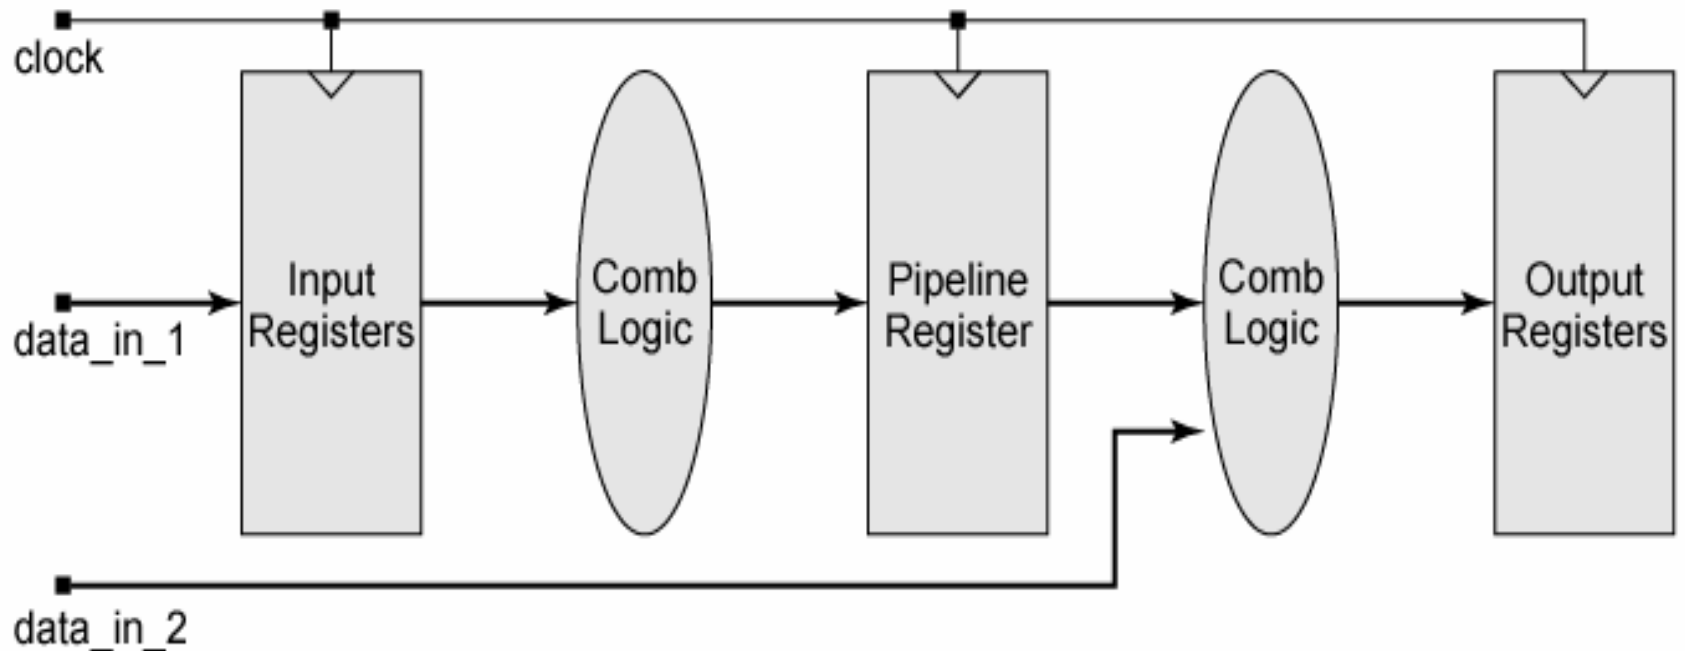 clock
data_in_1
Input
Registers
Comb
Logic
Pipeline
Register
Comb
Logic
Output
Registers
data_in_2